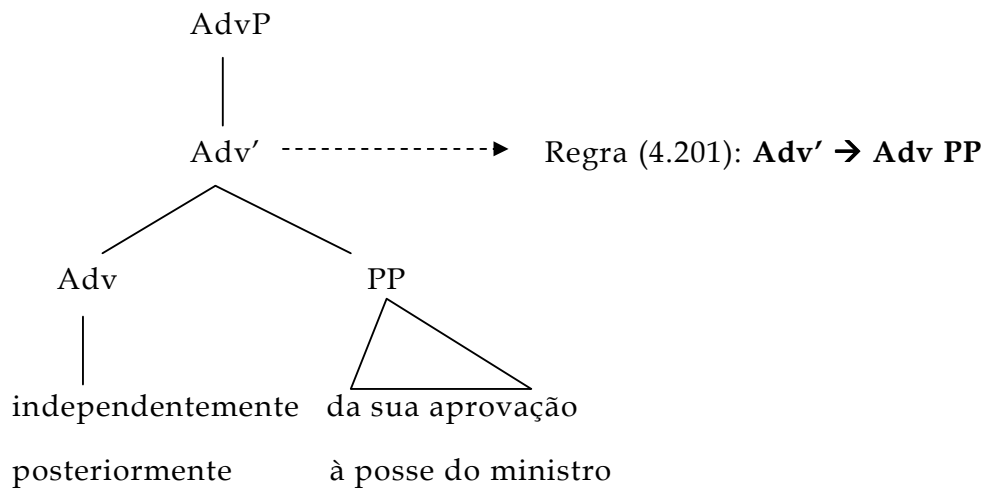 AdvP
Adv’ Regra (4.201): Adv’ → Adv PP
Adv PP
independentemente da sua aprovação
posteriormente à posse do ministro